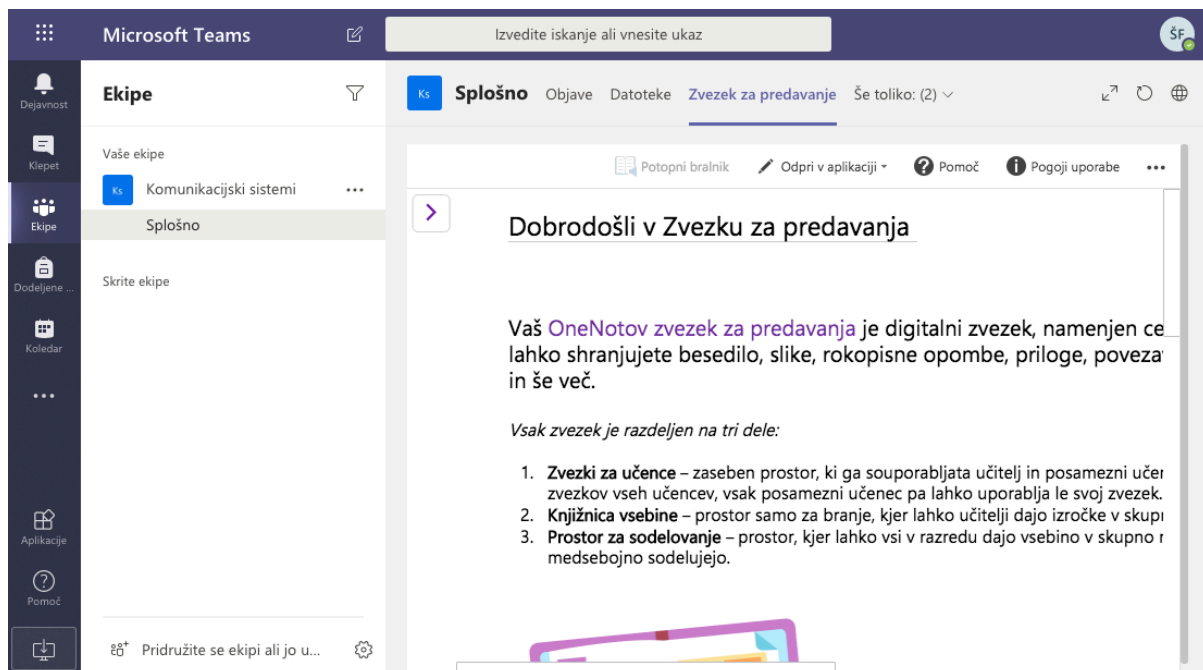 Microsoft Teams
Izvedite iskanje ali vnesite ukaz
ŠF
Dejavnost
Klepet
Ekipe
Dodeljene ...
Koledar
Aplikacije
Pomoč
Ekipe
Vaše ekipe
Ks Komunikacijski sistemi
Splošno
Skrite ekipe
Pridružite se ekipi ali jo u...
Ks Splošno Objave Datoteke Zvezek za predavanje Še toliko: (2)
Potopni bralnik Odpri v aplikaciji Pomoč Pogoji uporabe
Dobrodošli v Zvezku za predavanja
Vaš OneNotov zvezek za predavanja je digitalni zvezek, namenjen
lahko shranjujete besedilo, slike, rokopisne opombe, priloge,
in še več.
Vsak zvezek je razdeljen na tri dele:
1. Zvezki za učence – zaseben prostor, ki ga souporabljata učitelj in posamezni
zvezkov vseh učencev, vsak posamezni učenec pa lahko uporablja le svoj zvezek.
2. Knjižnica vsebine – prostor samo za branje, kjer lahko učitelji dajo izročke v
3. Prostor za sodelovanje – prostor, kjer lahko vsi v razredu dajo vsebino v skupno
medsebojno sodelujejo.